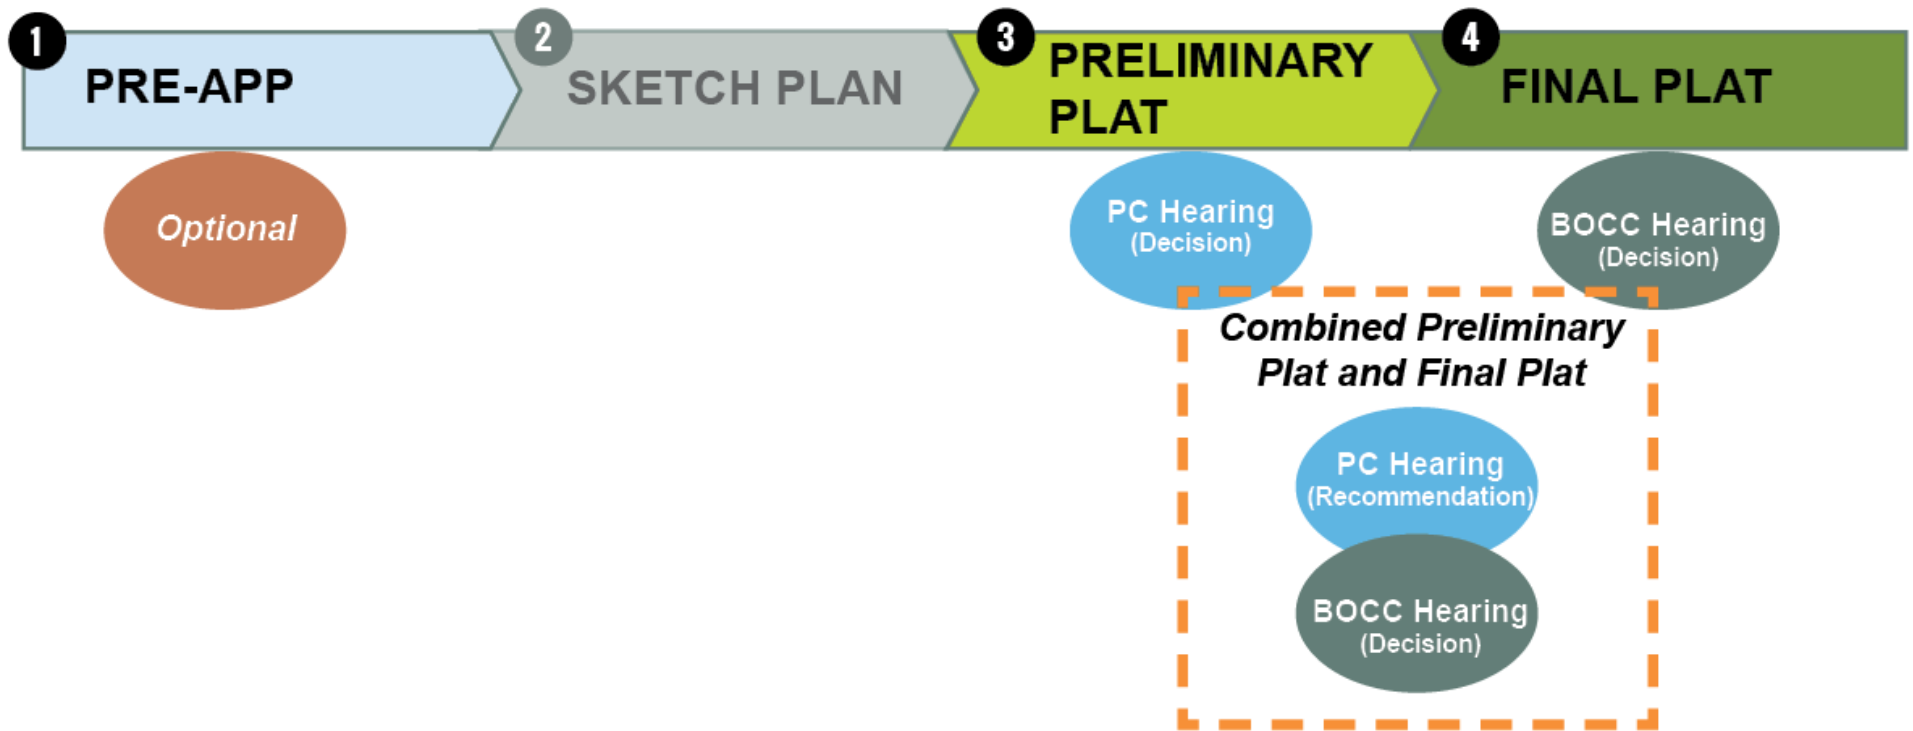 1
PRE-APP
2
SKETCH PLAN
3
PRELIMINARY
PLAT
4
FINAL PLAT
Optional
PC Hearing
(Decision)
BOCC Hearing
(Decision)
Combined Preliminary
Plat and Final Plat
PC Hearing
(Recommendation)
BOCC Hearing
(Decision)